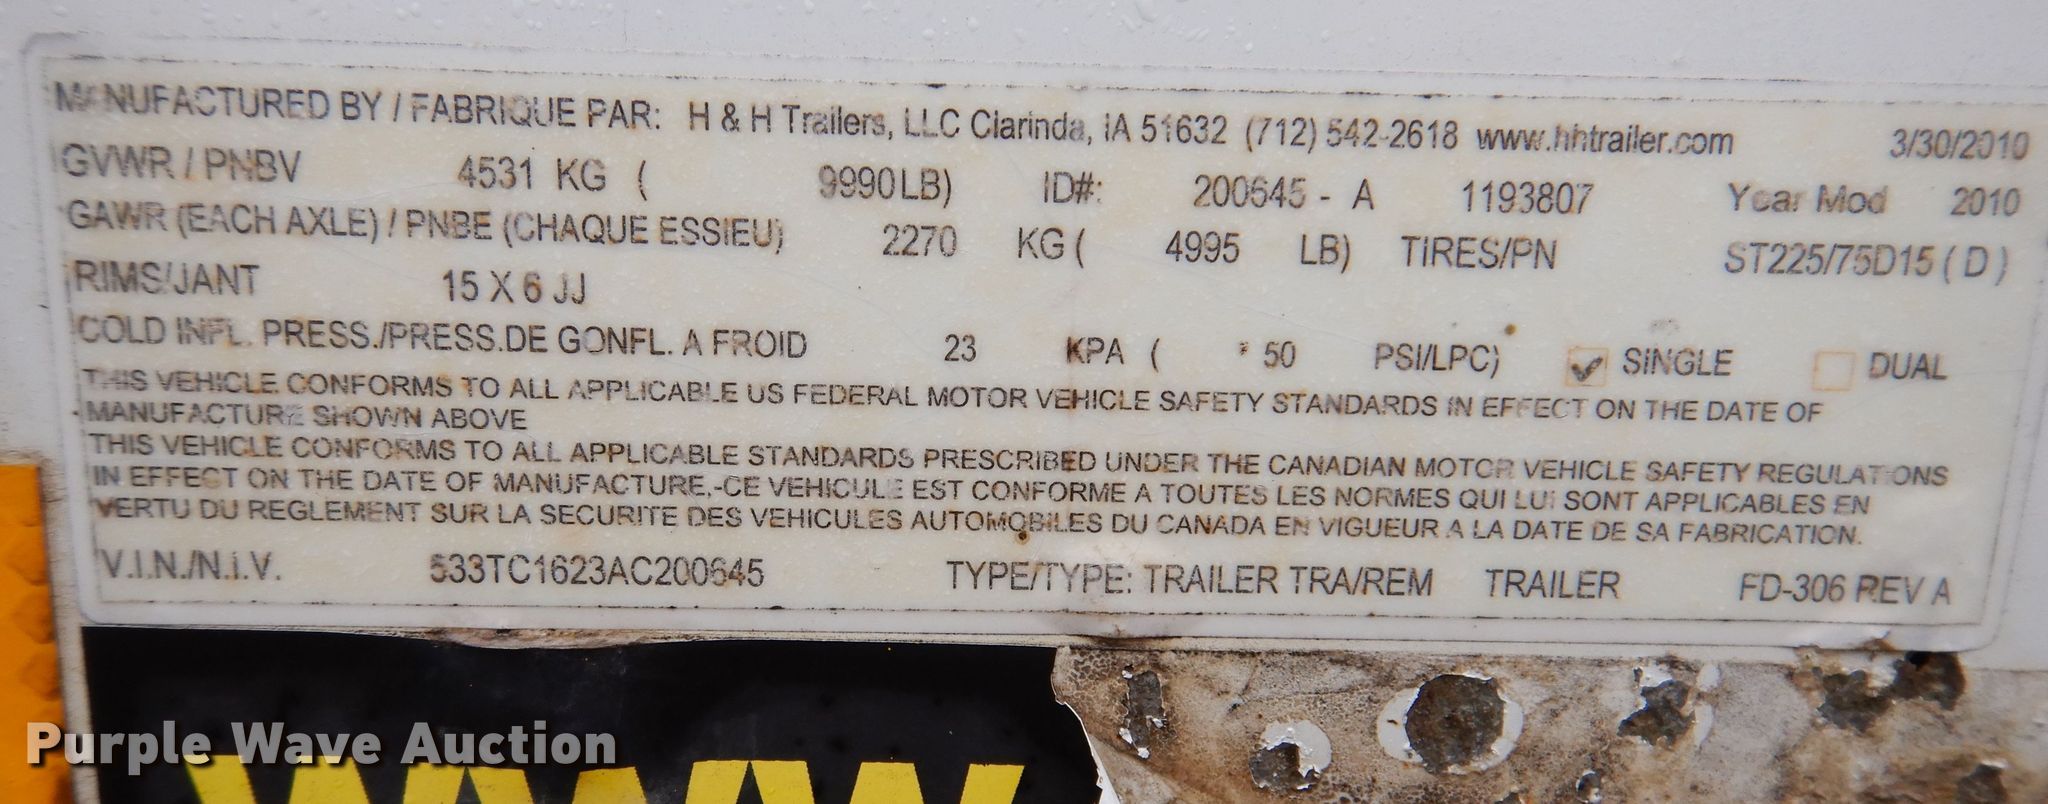 MANUFACTURED BY / FABRIQUE PAR: H & H Trailers, LLC Clarinda, IA 51632 (712) 542-2618 www.hhtrailer.com 3/30/2010
GVWR / PNBV 4531 KG ( 9990LB) ID#: 200645 - A 1193807 Year Mod 2010
GAWR (EACH AXLE) / PNBE (CHAQUE ESSIEU) 2270 KG ( 4995 LB) TIRES/PN ST225/75D15 ( D )
RIMS/JANT 15 X 6 JJ
COLD INFL. PRESS./PRESS.DE GONFL. A FROID 23 KPA ( * 50 PSI/LPC) SINGLE DUAL
THIS VEHICLE CONFORMS TO ALL APPLICABLE US FEDERAL MOTOR VEHICLE SAFETY STANDARDS IN EFFECT ON THE DATE OF
MANUFACTURE SHOWN ABOVE
THIS VEHICLE CONFORMS TO ALL APPLICABLE STANDARDS PRESCRIBED UNDER THE CANADIAN MOTOR VEHICLE SAFETY REGULATIONS
IN EFFECT ON THE DATE OF MANUFACTURE.-CE VEHICULE EST CONFORME A TOUTES LES NORMES QUI LUI SONT APPLICABLES EN
VERTU DU REGLEMENT SUR LA SECURITE DES VEHICULES AUTOMOBILES DU CANADA EN VIGUEUR A LA DATE DE SA FABRICATION.
V.I.N./N.I.V. 533TC1623AC200645 TYPE/TYPE: TRAILER TRA/REM TRAILER FD-306 REV A
Purple Wave Auction